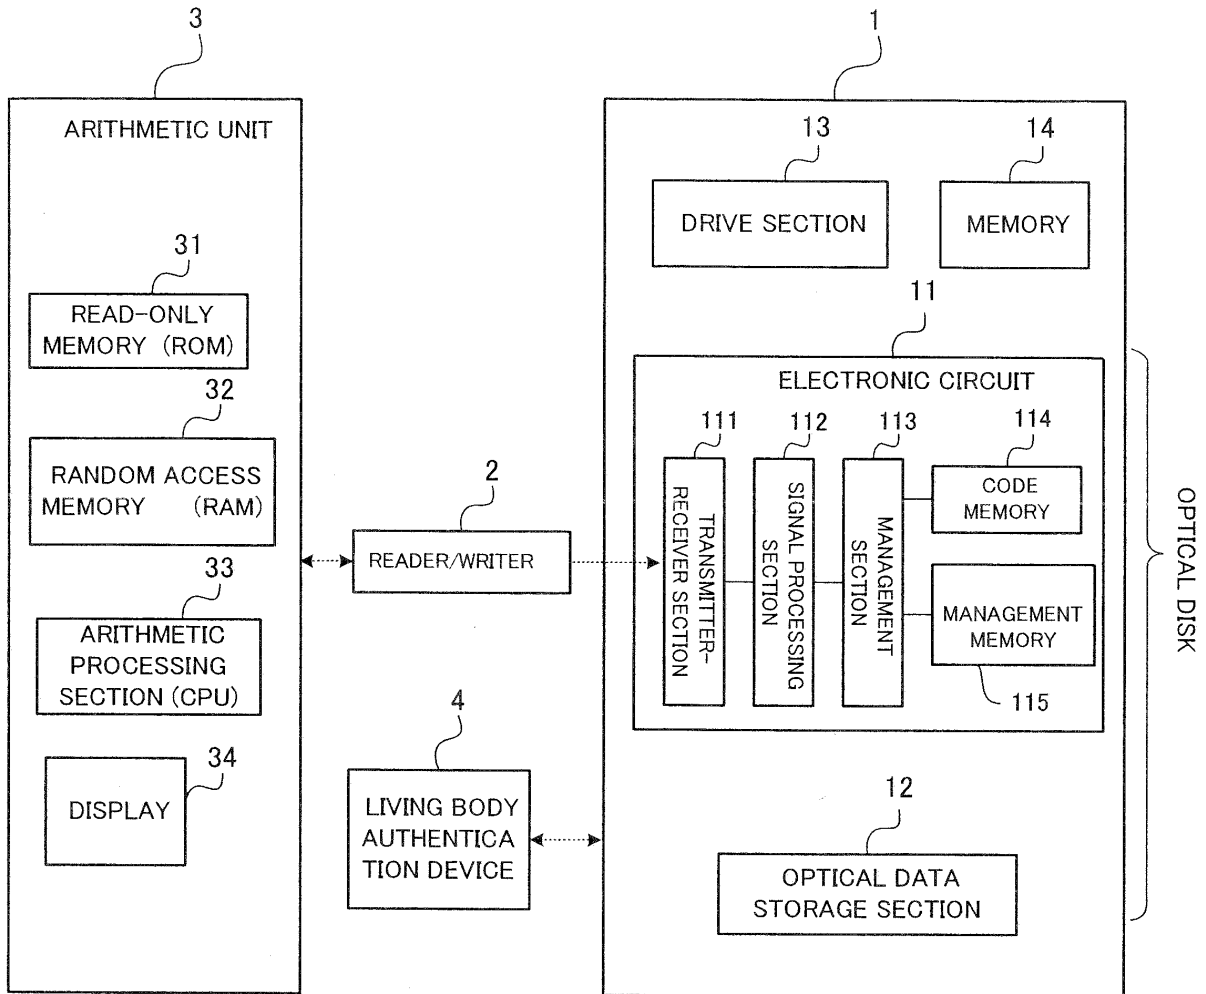 3
ARITHMETIC UNIT
31
READ-ONLY
MEMORY (ROM)
32
RANDOM ACCESS
MEMORY (RAM)
33
ARITHMETIC
PROCESSING
SECTION (CPU)
34
DISPLAY
2
READER/WRITER
4
LIVING BODY
AUTHENTICA
TION DEVICE
1
13
DRIVE SECTION
14
MEMORY
11
ELECTRONIC CIRCUIT
111
TRANSMITTER-
RECEIVER SECTION
112
SIGNAL PROCESSING
SECTION
113
MANAGEMENT
SECTION
114
CODE
MEMORY
MANAGEMENT
MEMORY
115
12
OPTICAL DATA
STORAGE SECTION
OPTICAL DISK